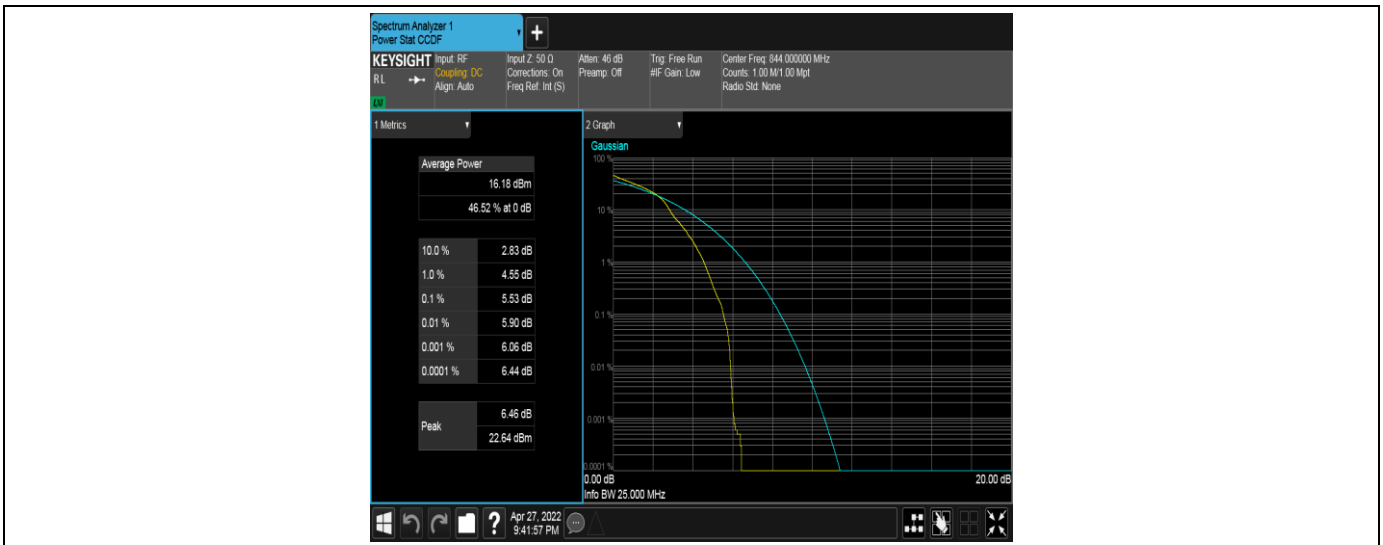 Spectrum Analyzer 1
Power Stat CCDF
+
KEYSIGHT
RL
Input: RF
Coupling: DC
Align: Auto
Input Z: 50 Ω
Corrections: On
Freq Ref: Int (S)
Atten: 46 dB
Preamp: Off
Trig: Free Run
#IF Gain: Low
Center Freq: 844.000000 MHz
Counts: 1.00 M/1.00 Mpt
Radio Std: None
1 Metrics
Average Power
16.18 dBm
46.52 % at 0 dB
10.0 % 2.83 dB
1.0 % 4.55 dB
0.1 % 5.53 dB
0.01 % 5.90 dB
0.001 % 6.06 dB
0.0001 % 6.44 dB
Peak
6.46 dB
22.64 dBm
2 Graph
Gaussian
100 %
10 %
1 %
0.1 %
0.01 %
0.001 %
0.0001 %
0.00 dB 20.00 dB
Info BW 25.000 MHz
?
Apr 27, 2022
9:41:57 PM